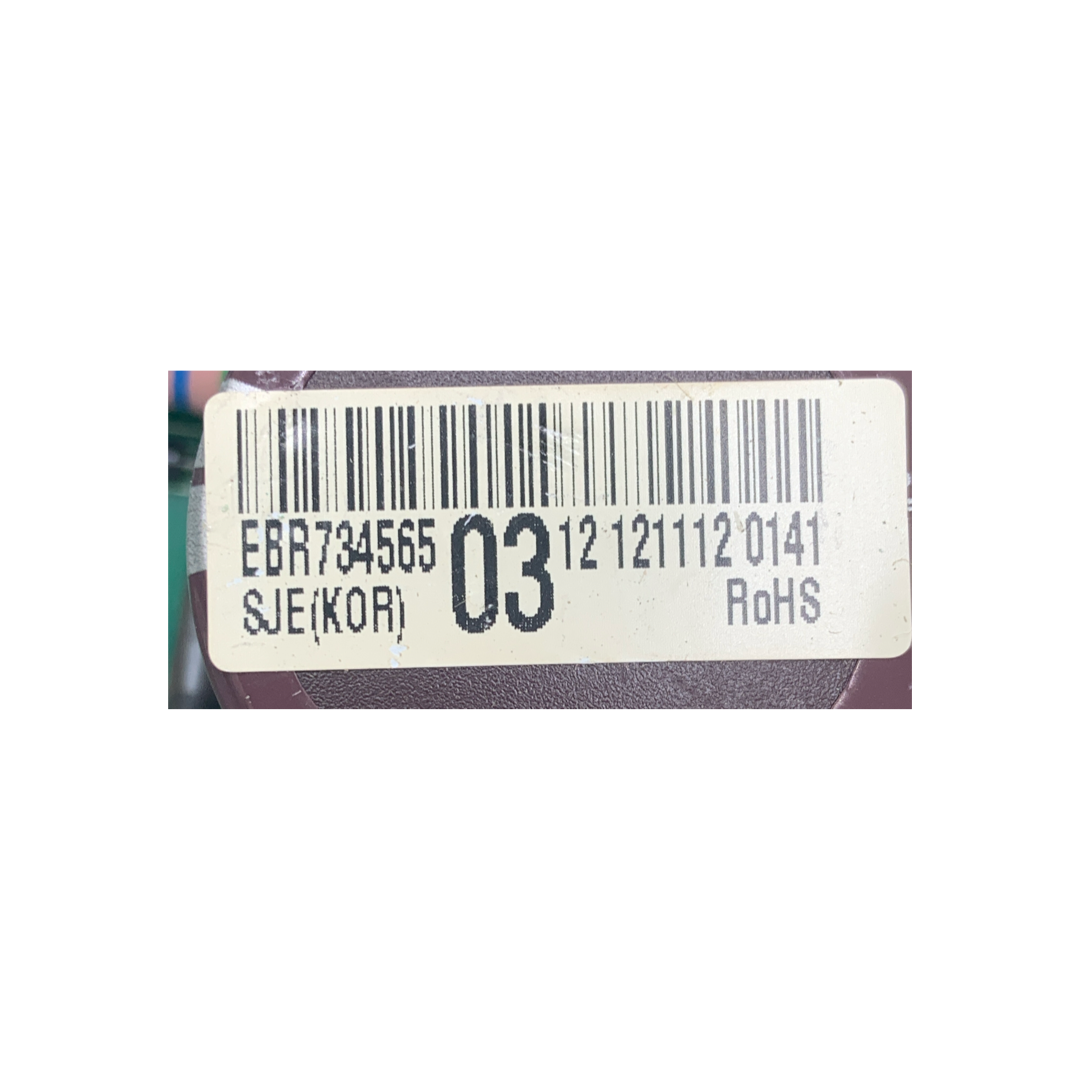 EBR734565 03 12 121112 0141
SJE(KOR) RoHS